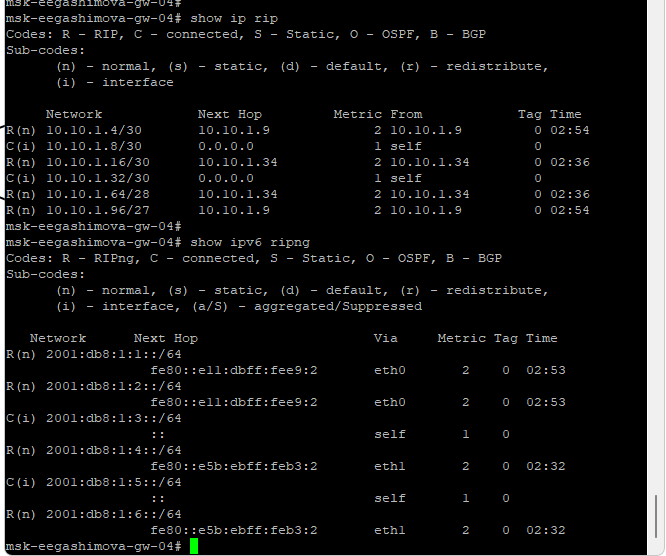 msk-eegashimova-gw-04#
msk-eegashimova-gw-04# show ip rip
Codes: R - RIP, C - connected, S - Static, O - OSPF, B - BGP
Sub-codes:
      (n) - normal, (s) - static, (d) - default, (r) - redistribute,
      (i) - interface

     Network            Next Hop         Metric From            Tag Time
R(n) 10.10.1.4/30       10.10.1.9             2 10.10.1.9         0 02:54
C(i) 10.10.1.8/30       0.0.0.0               1 self              0
R(n) 10.10.1.16/30      10.10.1.34            2 10.10.1.34        0 02:36
C(i) 10.10.1.32/30      0.0.0.0               1 self              0
R(n) 10.10.1.64/28      10.10.1.34            2 10.10.1.34        0 02:36
R(n) 10.10.1.96/27      10.10.1.9             2 10.10.1.9         0 02:54
msk-eegashimova-gw-04#
msk-eegashimova-gw-04# show ipv6 ripng
Codes: R - RIPng, C - connected, S - Static, O - OSPF, B - BGP
Sub-codes:
      (n) - normal, (s) - static, (d) - default, (r) - redistribute,
      (i) - interface, (a/S) - aggregated/Suppressed

   Network      Next Hop                      Via     Metric Tag Time
R(n) 2001:db8:1:1::/64
                  fe80::e11:dbff:fee9:2       eth0       2    0  02:53
R(n) 2001:db8:1:2::/64
                  fe80::e11:dbff:fee9:2       eth0       2    0  02:53
C(i) 2001:db8:1:3::/64
                  ::                          self       1    0
R(n) 2001:db8:1:4::/64
                  fe80::e5b:ebff:feb3:2       eth1       2    0  02:32
C(i) 2001:db8:1:5::/64
                  ::                          self       1    0
R(n) 2001:db8:1:6::/64
                  fe80::e5b:ebff:feb3:2       eth1       2    0  02:32
msk-eegashimova-gw-04#